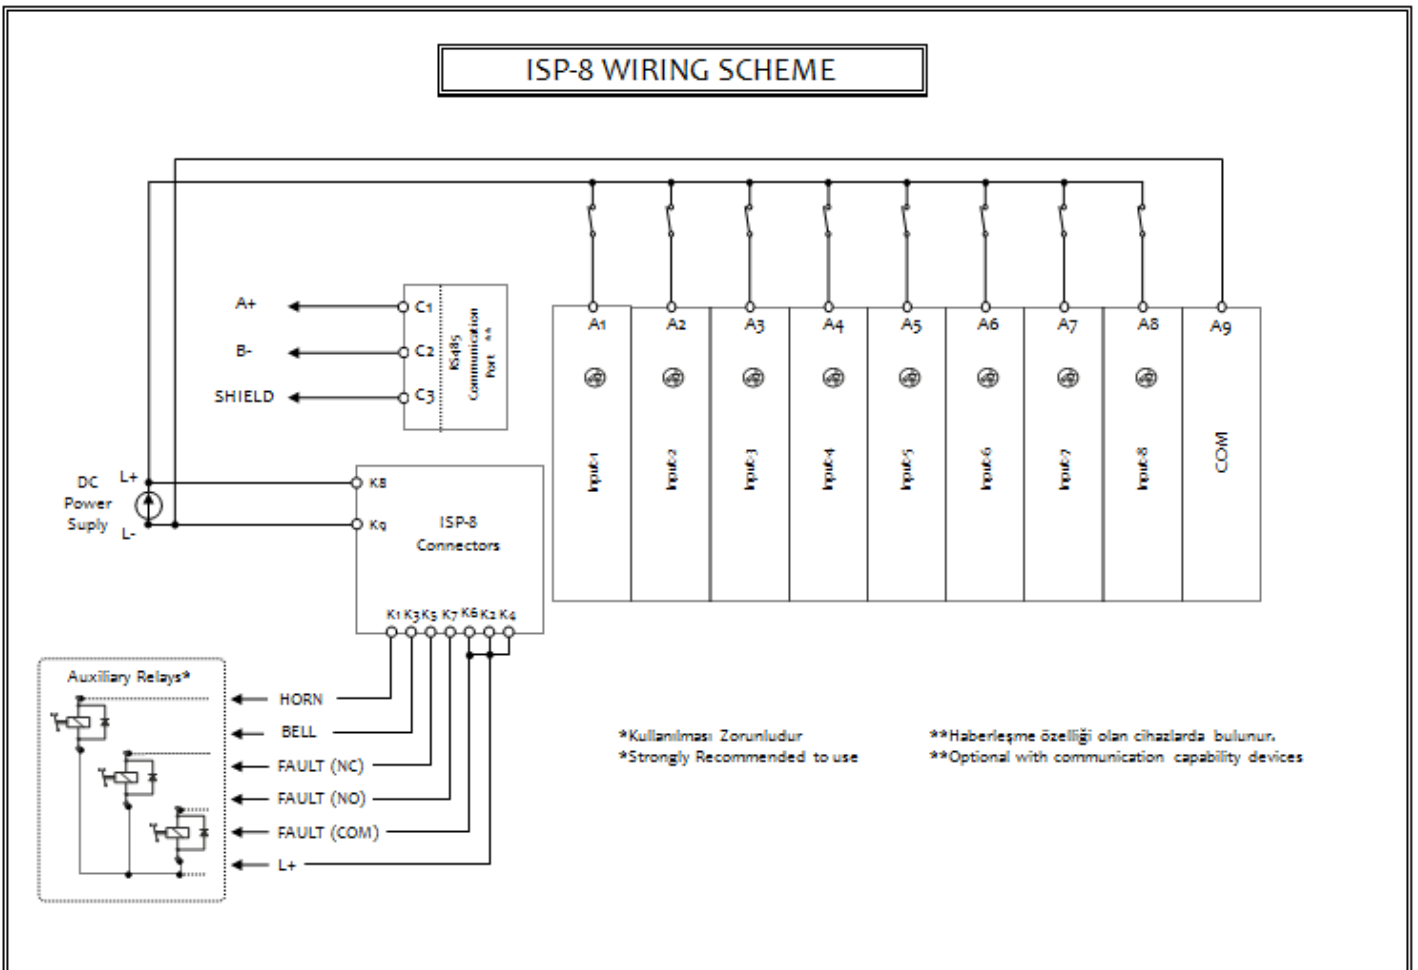 ISP-8 WIRING SCHEME
A+
C1
B-
C2
SHIELD
C3
RS485
Communication
Port **
A1
A2
A3
A4
A5
A6
A7
A8
A9
Input-1
Input-2
Input-3
Input-4
Input-5
Input-6
Input-7
Input-8
COM
DC
Power
Suply
L+
L-
K8
K9
ISP-8
Connectors
K1 K3 K5 K7 K6 K2 K4
Auxiliary Relays*
HORN
BELL
FAULT (NC)
FAULT (NO)
FAULT (COM)
L+
*Kullanılması Zorunludur
*Strongly Recommended to use
**Haberleşme özelliği olan cihazlarda bulunur.
**Optional with communication capability devices